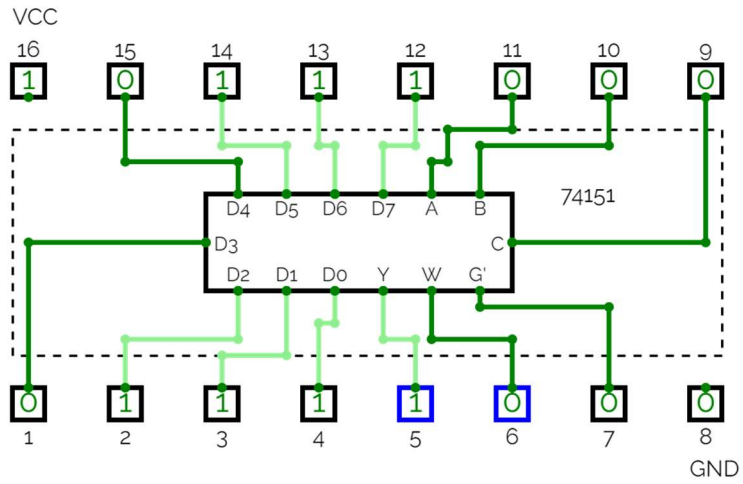 VCC
16 15 14 13 12 11 10 9
1 0 1 1 1 0 0 0
74151
D4 D5 D6 D7 A B
D3 C
D2 D1 D0 Y W G'
0 1 1 1 1 0 0 0
1 2 3 4 5 6 7 8
GND